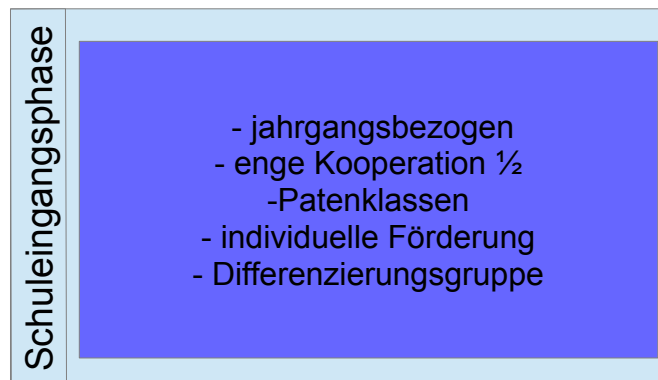 Schuleingangsphase
- jahrgangsbezogen
- enge Kooperation ½
-Patenklassen
- individuelle Förderung
- Differenzierungsgruppe